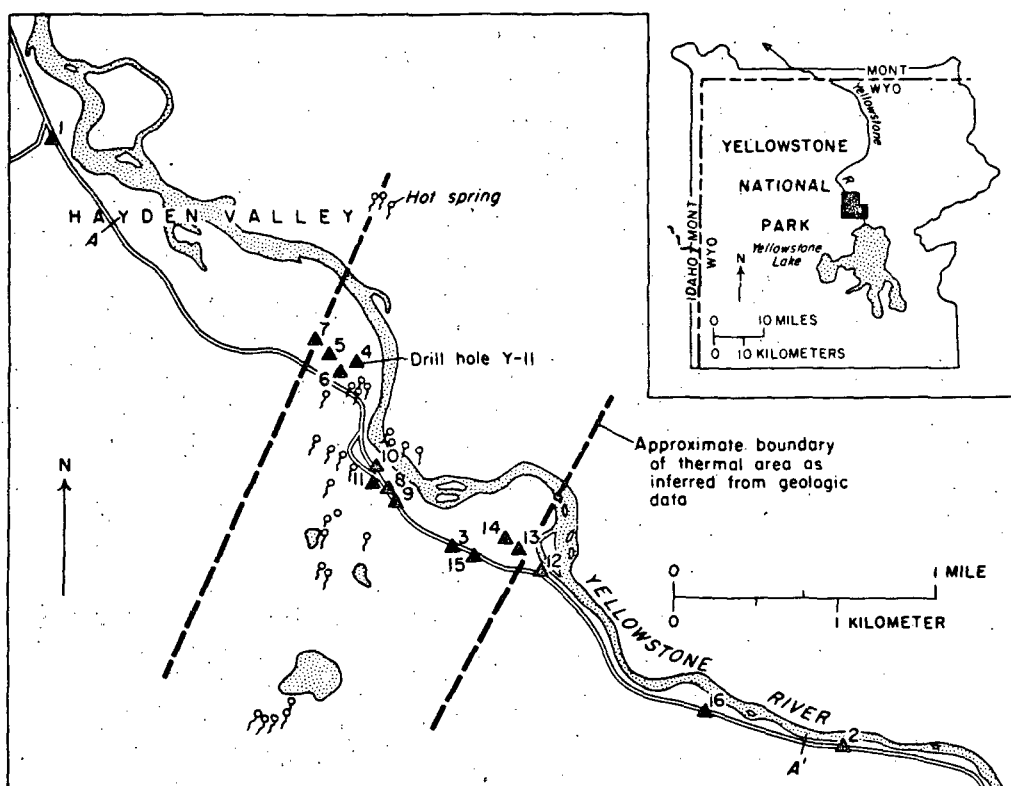 1
HAYDEN VALLEY
A
Hot spring
7
5
4
6
Drill hole Y-11
N
10
8
11
9
3
14
13
15
12
Approximate boundary
of thermal area as
inferred from geologic
data
0 1 MILE
0 1 KILOMETER
YELLOWSTONE
RIVER
16
2
A'
MONT
WYO
Yellowstone
R
YELLOWSTONE
NATIONAL
PARK
Yellowstone
Lake
IDAHO MONT
WYO
N
0 10 MILES
0 10 KILOMETERS